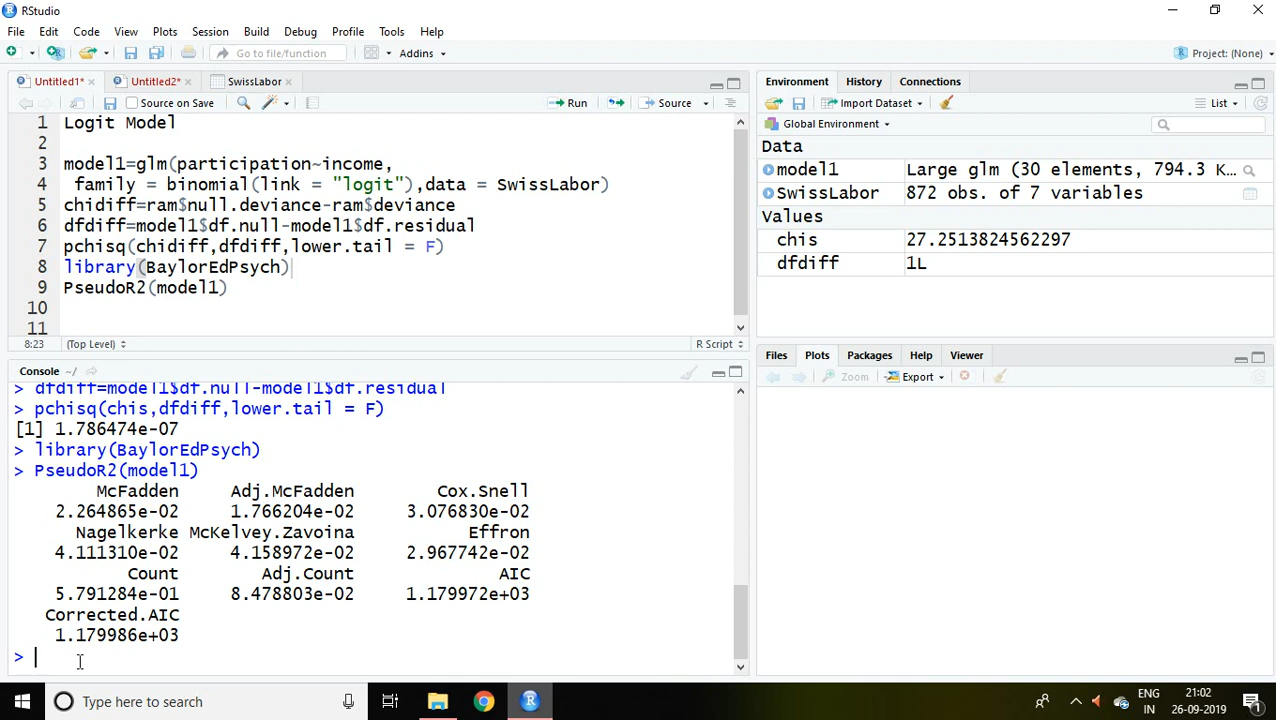 RStudio
File Edit Code View Plots Session Build Debug Profile Tools Help
Go to file/function Addins Project: (None)
Untitled1* Untitled2* SwissLabor
Source on Save Run Source
1 Logit Model
2
3 model1=glm(participation~income,
4 family = binomial(link = "logit"),data = SwissLabor)
5 chidiff=ram$null.deviance-ram$deviance
6 dfdiff=model1$df.null-model1$df.residual
7 pchisq(chidiff,dfdiff,lower.tail = F)
8 library(BaylorEdPsych)
9 PseudoR2(model1)
10
11
8:23 (Top Level) R Script
Console ~/
> dfdiff=model1$df.null-model1$df.residual
> pchisq(chis,dfdiff,lower.tail = F)
[1] 1.786474e-07
> library(BaylorEdPsych)
> PseudoR2(model1)
McFadden Adj.McFadden Cox.Snell
2.264865e-02 1.766204e-02 3.076830e-02
Nagelkerke McKelvey.Zavoina Effron
4.111310e-02 4.158972e-02 2.967742e-02
Count Adj.Count AIC
5.791284e-01 8.478803e-02 1.179972e+03
Corrected.AIC
1.179986e+03
>
Environment History Connections
Import Dataset List
Global Environment
Data
model1 Large glm (30 elements, 794.3 K…
SwissLabor 872 obs. of 7 variables
Values
chis 27.2513824562297
dfdiff 1L
Files Plots Packages Help Viewer
Zoom Export
Type here to search
ENG 21:02
IN 26-09-2019
1